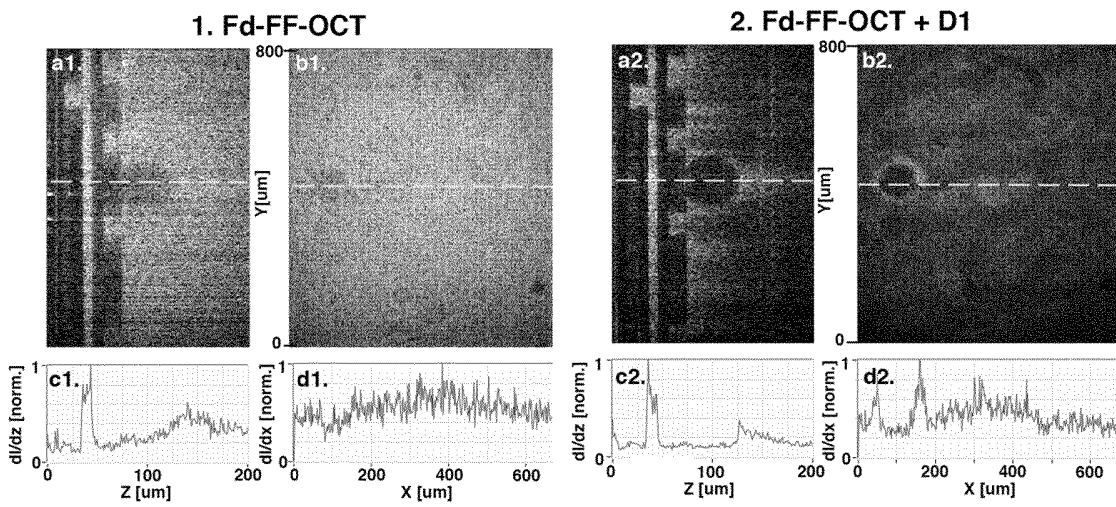 1. Fd-FF-OCT
2. Fd-FF-OCT + D1
a1.
800
b1.
Y[um]
0
a2.
800
b2.
Y[um]
0
1
c1.
dI/dz [norm.]
0
0
100
200
Z [um]
1
d1.
dI/dx [norm.]
0
0
200
400
600
X [um]
1
c2.
dI/dz [norm.]
0
0
100
200
Z [um]
1
d2.
dI/dx [norm.]
0
0
200
400
600
X [um]